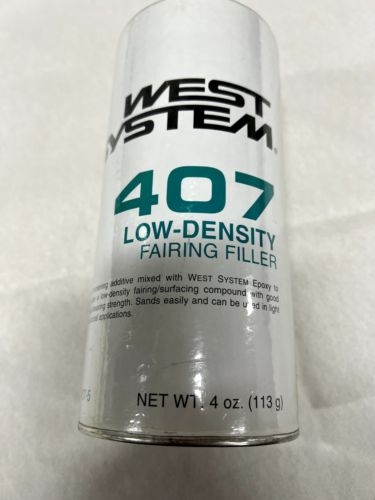 WEST
SYSTEM®
407
LOW-DENSITY
FAIRING FILLER
additive mixed with WEST SYSTEM Epoxy to
a low-density fairing/surfacing compound with good
strength. Sands easily and can be used in light
applications.
NET WT. 4 oz. (113 g)